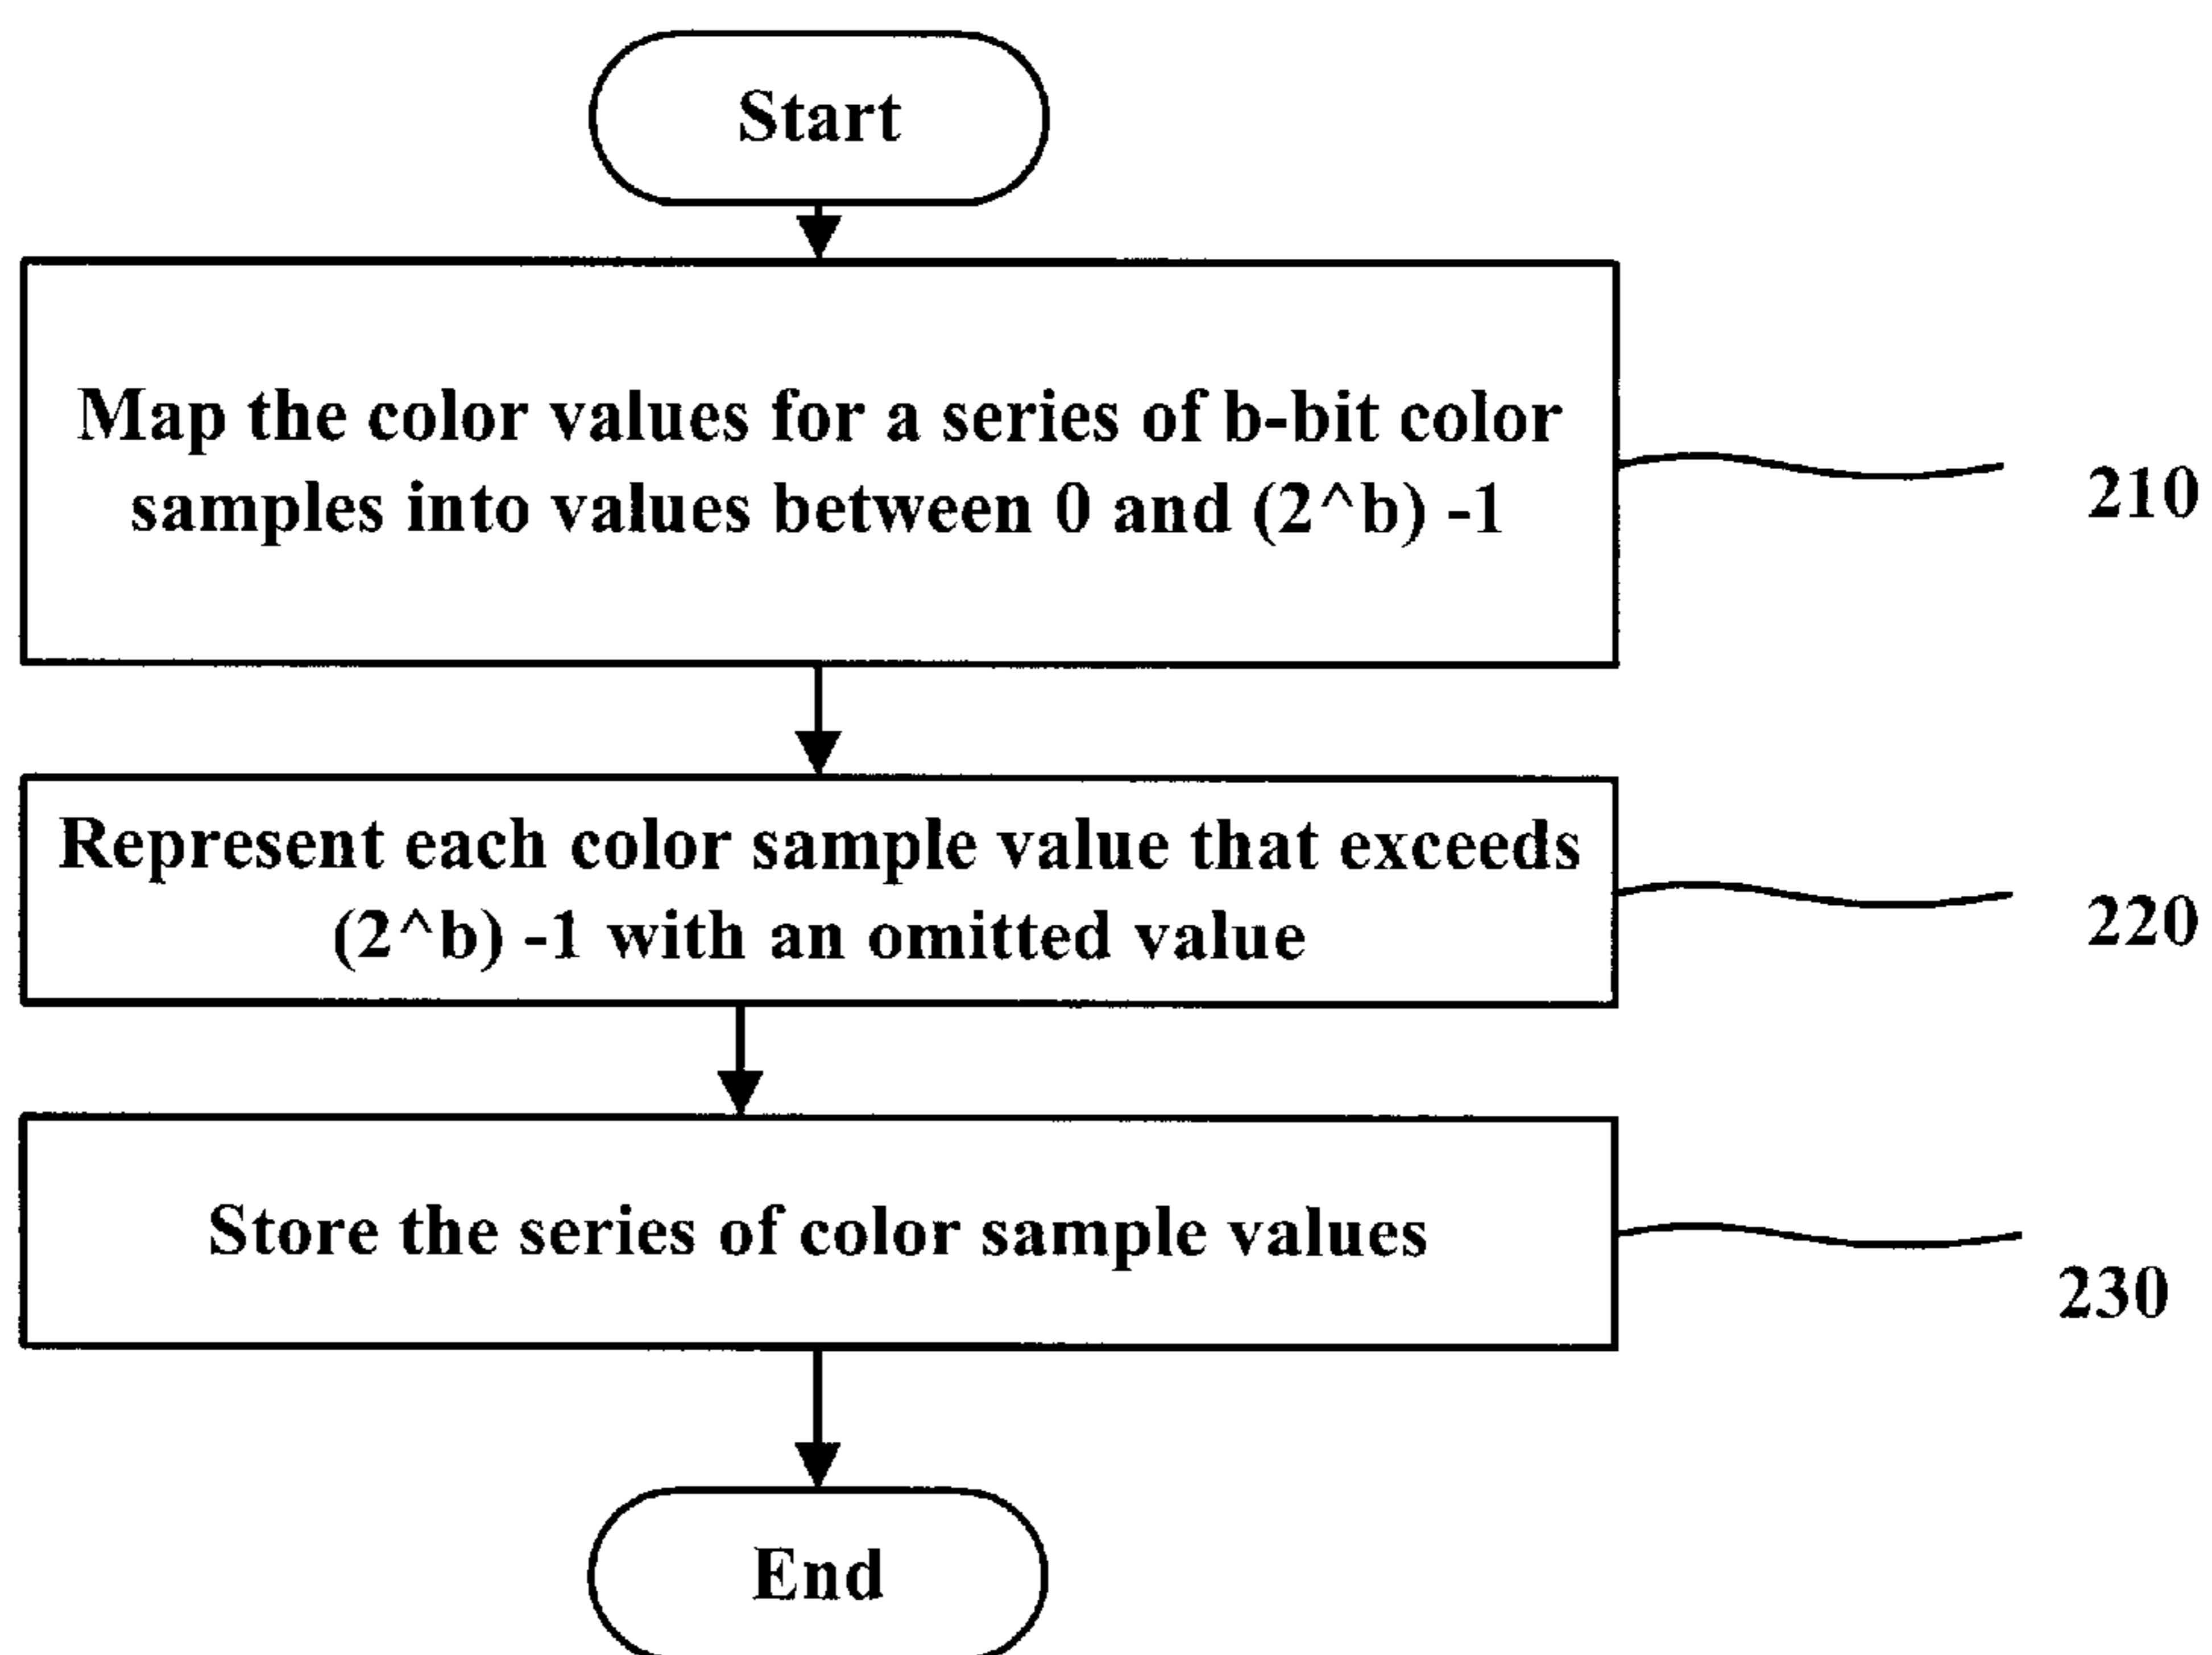 Start
Map the color values for a series of b-bit color
samples into values between 0 and (2^b) -1
210
Represent each color sample value that exceeds
(2^b) -1 with an omitted value
220
Store the series of color sample values
230
End